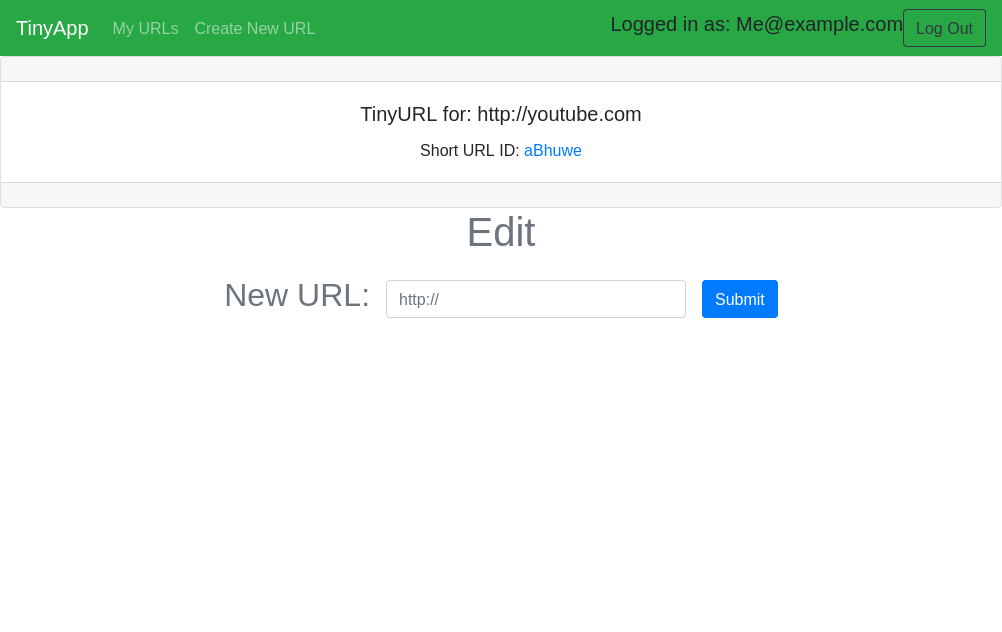 TinyApp My URLs Create New URL Logged in as: Me@example.com Log Out
TinyURL for: http://youtube.com
Short URL ID: aBhuwe
Edit
New URL: http:// Submit